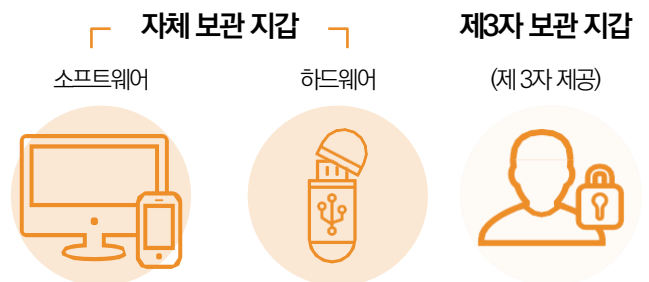 자체 보관 지갑
제3자 보관 지갑
소프트웨어
하드웨어
(제 3자 제공)